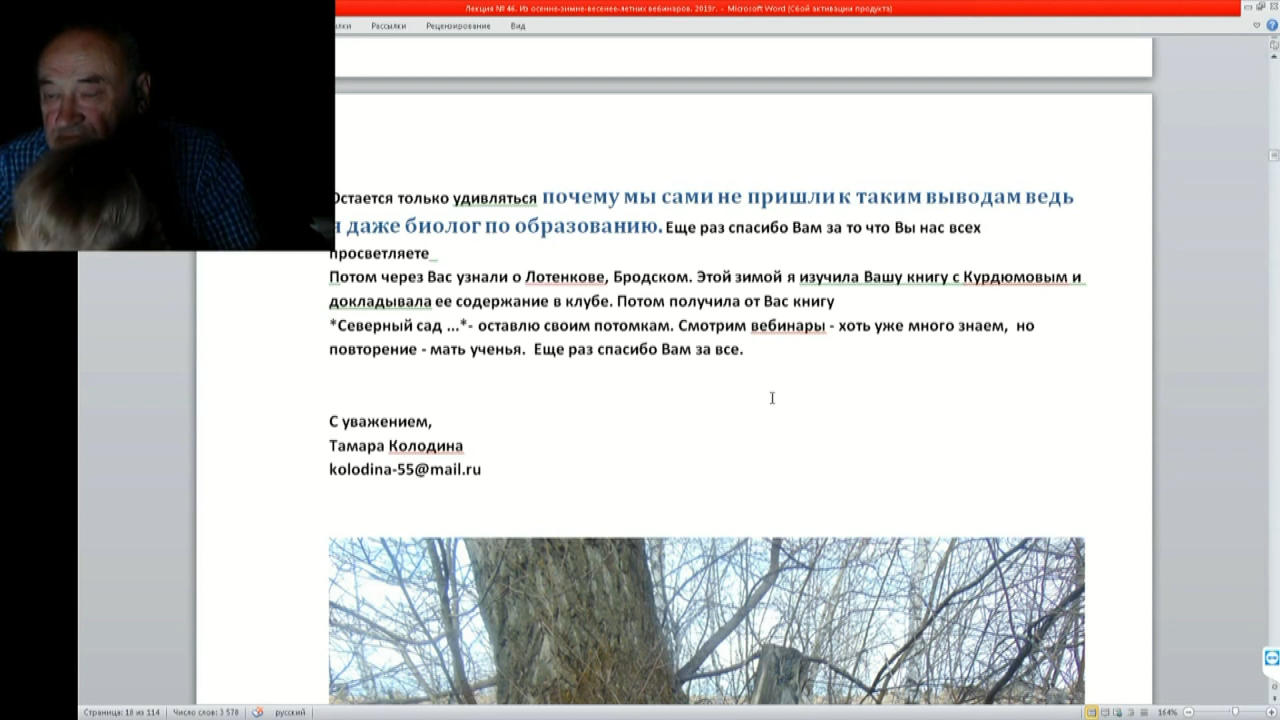 Лекция № 46. Из осенне-зимне-весенее-летних вебинаров. 2019г. - Microsoft Word (Сбой активации продукта)
Рассылки Рецензирование Вид
Остается только удивляться почему мы сами не пришли к таким выводам ведь
я даже биолог по образованию. Еще раз спасибо Вам за то что Вы нас всех
просветляете
Потом через Вас узнали о Лотенкове, Бродском. Этой зимой я изучила Вашу книгу с Курдюмовым и
докладывала ее содержание в клубе. Потом получила от Вас книгу
*Северный сад ...*- оставлю своим потомкам. Смотрим вебинары - хоть уже много знаем, но
повторение - мать ученья. Еще раз спасибо Вам за все.
С уважением,
Тамара Колодина
kolodina-55@mail.ru
Страница: 18 из 114 Число слов: 3 578 русский 164%